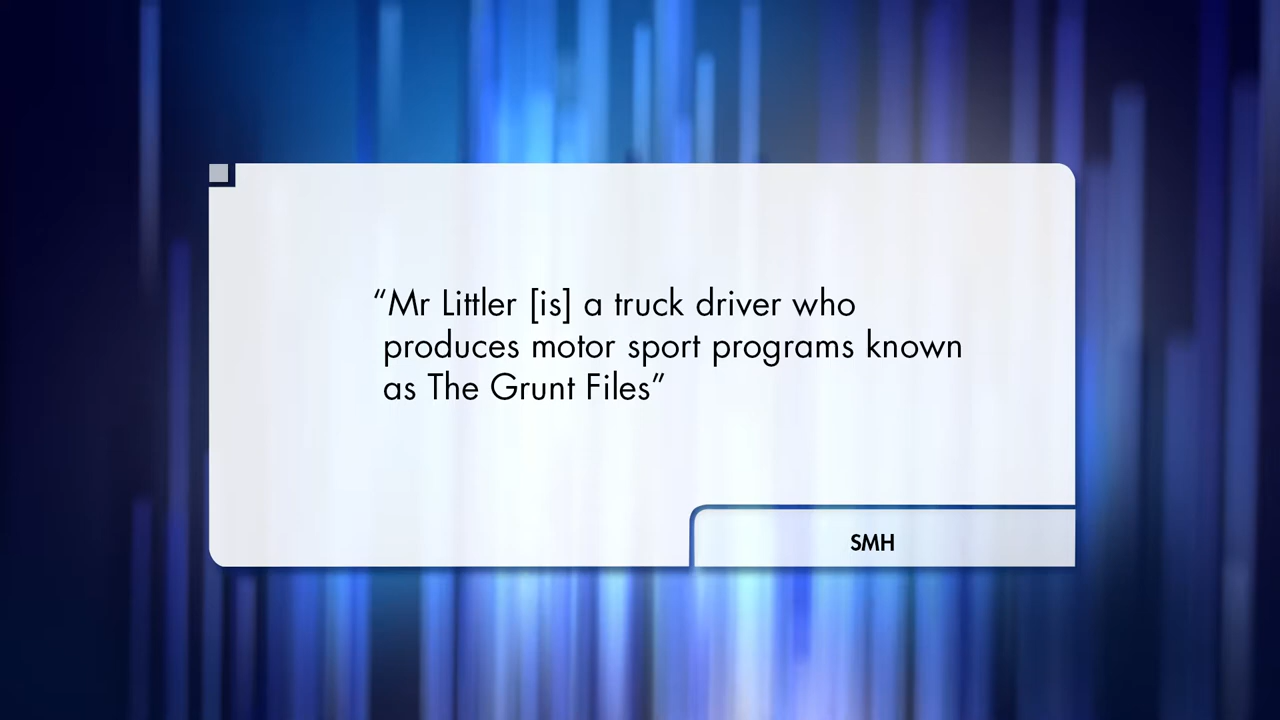 “Mr Littler [is] a truck driver who
produces motor sport programs known
as The Grunt Files”
SMH